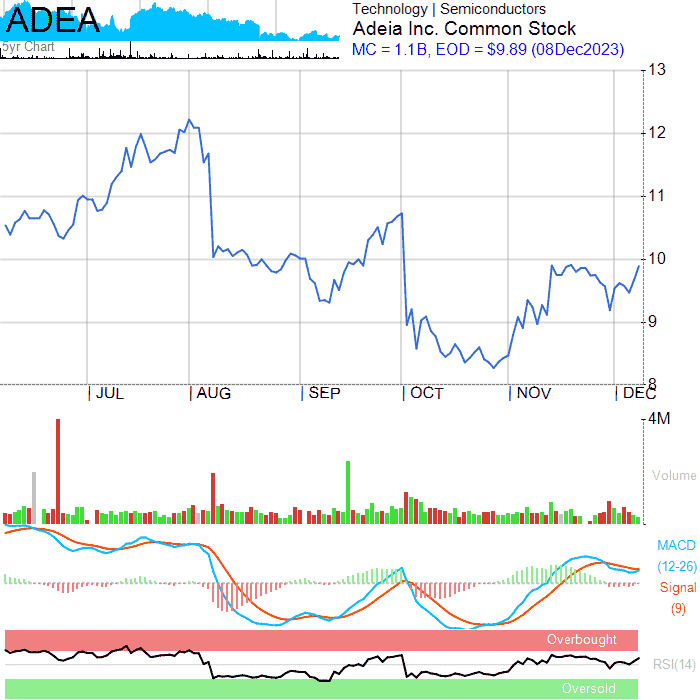 ADEA
5yr Chart
Technology | Semiconductors
Adeia Inc. Common Stock
MC = 1.1B, EOD = $9.89 (08Dec2023)
13
12
11
10
9
8
JUL AUG SEP OCT NOV DEC
4M
Volume
MACD
(12-26)
Signal
(9)
Overbought
RSI(14)
Oversold